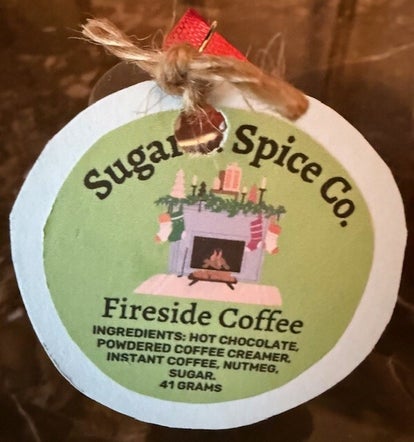 Sugar & Spice Co.
Fireside Coffee
INGREDIENTS: HOT CHOCOLATE,
POWDERED COFFEE CREAMER,
INSTANT COFFEE, NUTMEG,
SUGAR.
41 GRAMS